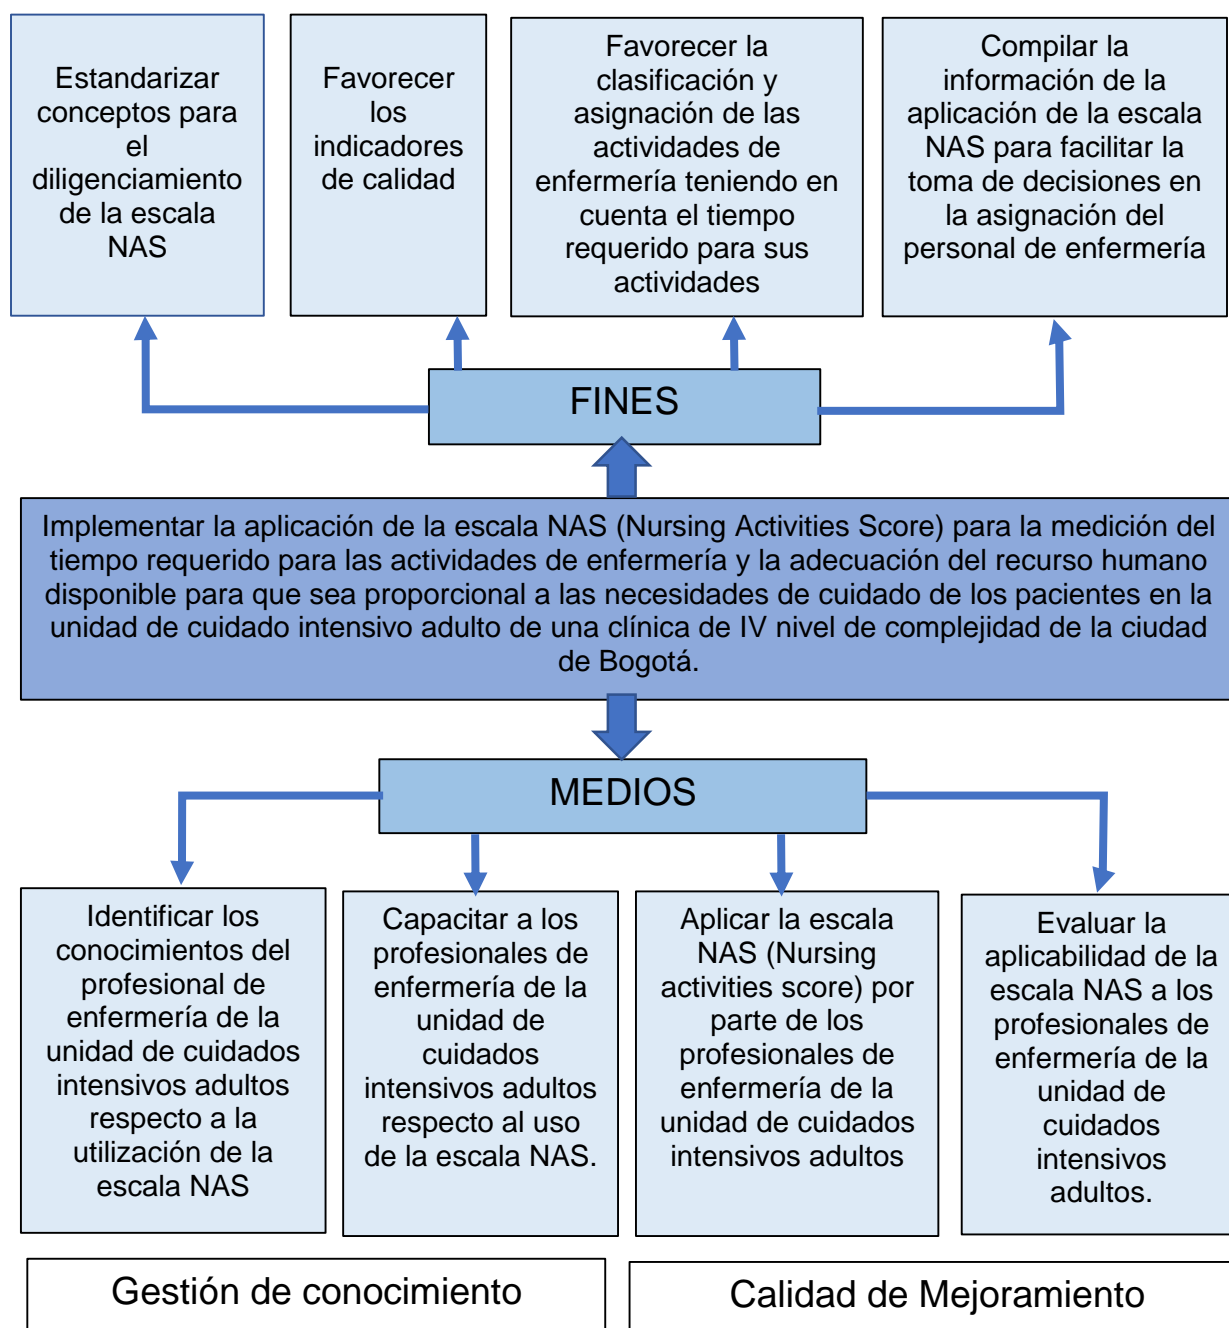 Estandarizar
conceptos para
el
diligenciamiento
de la escala
NAS
Favorecer
los
indicadores
de calidad
Favorecer la
clasificación y
asignación de las
actividades de
enfermería teniendo en
cuenta el tiempo
requerido para sus
actividades
Compilar la
información de la
aplicación de la escala
NAS para facilitar la
toma de decisiones en
la asignación del
personal de enfermería
FINES
Implementar la aplicación de la escala NAS (Nursing Activities Score) para la medición del
tiempo requerido para las actividades de enfermería y la adecuación del recurso humano
disponible para que sea proporcional a las necesidades de cuidado de los pacientes en la
unidad de cuidado intensivo adulto de una clínica de IV nivel de complejidad de la ciudad
de Bogotá.
MEDIOS
Identificar los
conocimientos del
profesional de
enfermería de la
unidad de cuidados
intensivos adultos
respecto a la
utilización de la
escala NAS
Capacitar a los
profesionales de
enfermería de la
unidad de
cuidados
intensivos adultos
respecto al uso
de la escala NAS.
Aplicar la escala
NAS (Nursing
activities score) por
parte de los
profesionales de
enfermería de la
unidad de cuidados
intensivos adultos
Evaluar la
aplicabilidad de la
escala NAS a los
profesionales de
enfermería de la
unidad de
cuidados
intensivos
adultos.
Gestión de conocimiento
Calidad de Mejoramiento